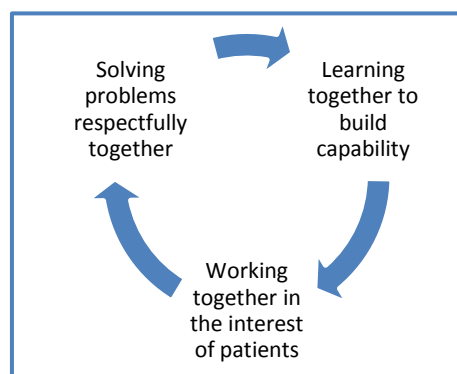 Solving
problems
respectfully
together
Learning
together to
build
capability
Working
together in
the interest
of patients